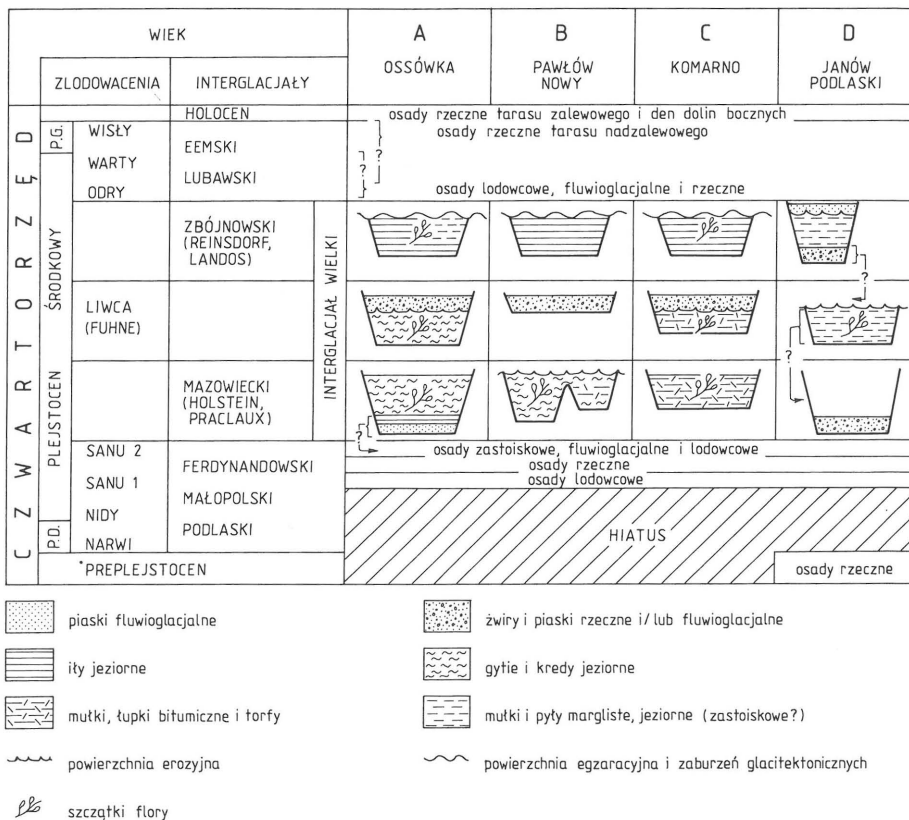 WIEK
A
B
C
D
OSSÓWKA
PAWŁÓW
NOWY
KOMARNO
JANÓW
PODLASKI
ZLODOWACENIA
INTERGLACJAŁY
CZWARTORZĘD
P.G.
PLEJSTOCEN ŚRODKOWY
P.D.
HOLOCEN
osady rzeczne tarasu zalewowego i den dolin bocznych
WISŁY
osady rzeczne tarasu nadzalewowego
EEMSKI
?
WARTY
?
LUBAWSKI
ODRY
osady lodowcowe, fluwioglacjalne i rzeczne
ZBÓJNOWSKI
(REINSDORF,
LANDOS)
INTERGLACJAŁ WIELKI
?
LIWCA
(FUHNE)
?
MAZOWIECKI
(HOLSTEIN,
PRACLAUX)
?
SANU 2
osady zastoiskowe, fluwioglacjalne i lodowcowe
FERDYNANDOWSKI
osady rzeczne
SANU 1
osady lodowcowe
MAŁOPOLSKI
NIDY
PODLASKI
HIATUS
NARWI
PREPLEJSTOCEN
osady rzeczne
piaski fluwioglacjalne
żwiry i piaski rzeczne i/lub fluwioglacjalne
iły jeziorne
gytie i kredy jeziorne
mułki, łupki bitumiczne i torfy
mułki i pyły margliste, jeziorne (zastoiskowe?)
powierzchnia erozyjna
powierzchnia egzaracyjna i zaburzeń glacitektonicznych
szczątki flory